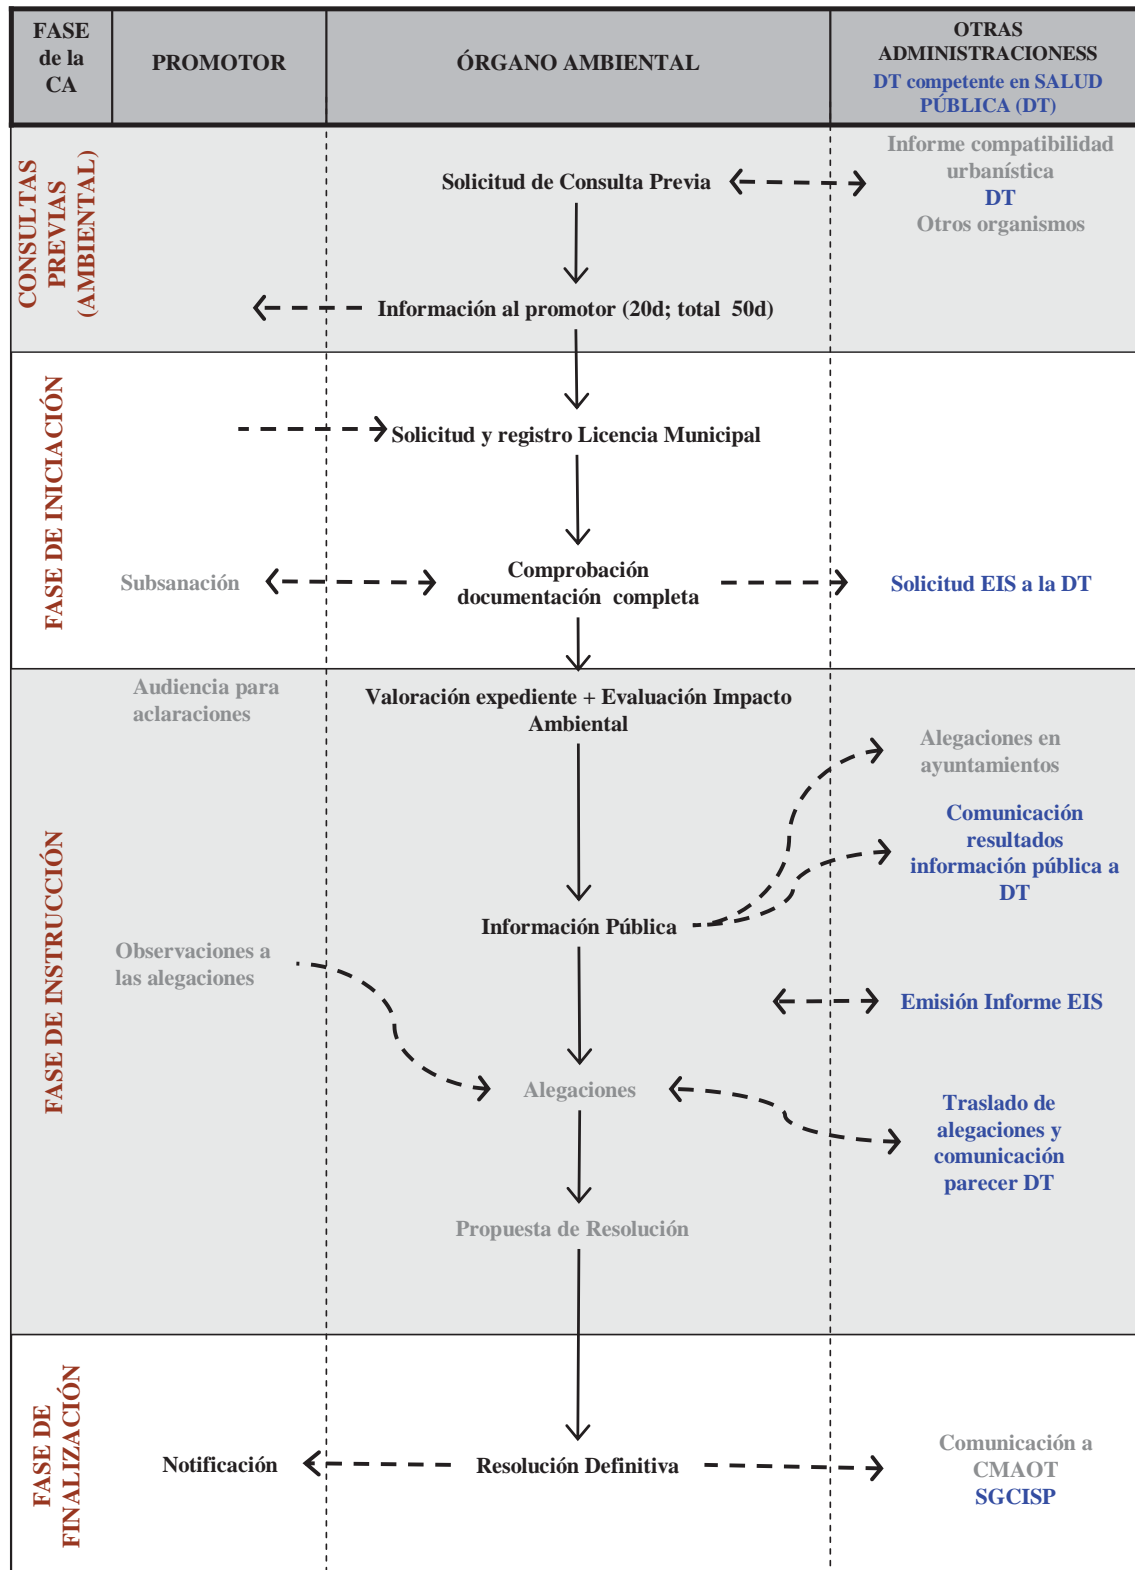 FASE
de la
CA
PROMOTOR
ÓRGANO AMBIENTAL
OTRAS
ADMINISTRACIONESS
DT competente en SALUD
PÚBLICA (DT)
CONSULTAS
PREVIAS
(AMBIENTAL)
Solicitud de Consulta Previa
Informe compatibilidad
urbanística
DT
Otros organismos
Información al promotor (20d; total 50d)
FASE DE INICIACIÓN
Solicitud y registro Licencia Municipal
Subsanación
Comprobación
documentación completa
Solicitud EIS a la DT
FASE DE INSTRUCCIÓN
Audiencia para
aclaraciones
Valoración expediente + Evaluación Impacto
Ambiental
Alegaciones en
ayuntamientos
Comunicación
resultados
información pública a
DT
Información Pública
Observaciones a
las alegaciones
Emisión Informe EIS
Alegaciones
Traslado de
alegaciones y
comunicación
parecer DT
Propuesta de Resolución
FASE DE
FINALIZACIÓN
Notificación
Resolución Definitiva
Comunicación a
CMAOT
SGCISP